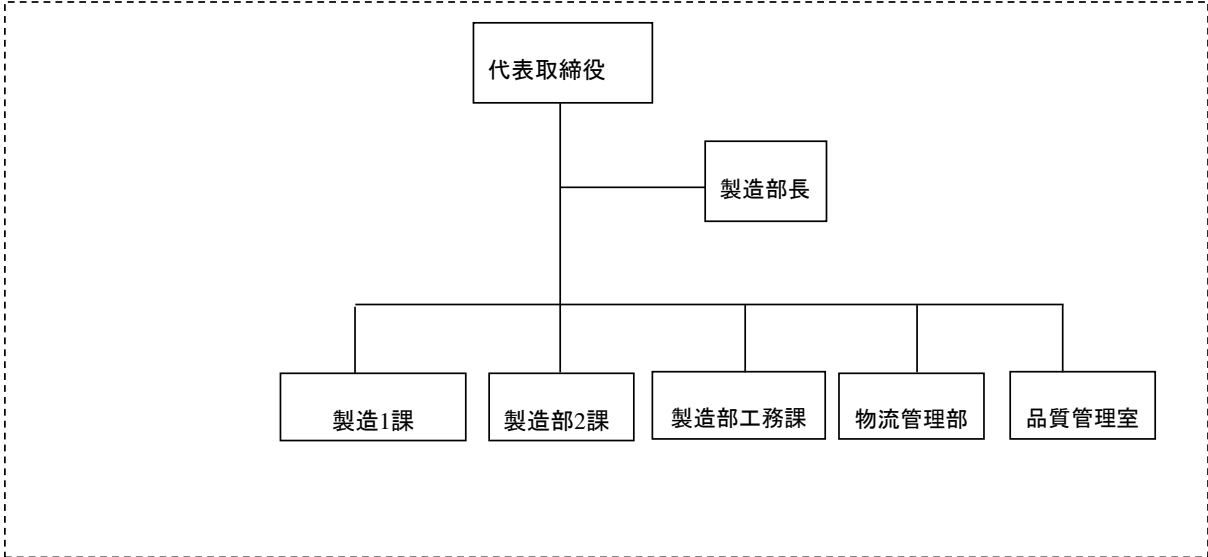 代表取締役
製造部長
製造1課
製造部2課
製造部工務課
物流管理部
品質管理室